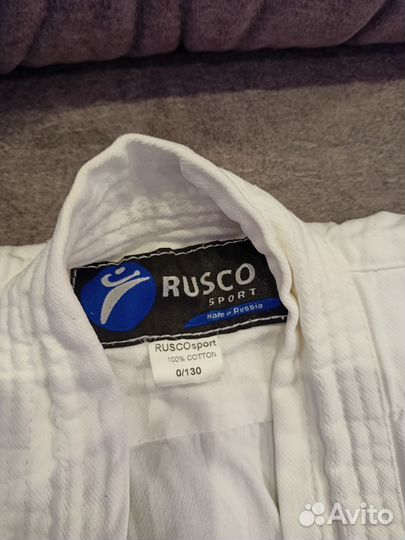 RUSCO
SPORT
Made in Russia
RUSCOsport
100% COTTON
0/130
Avito